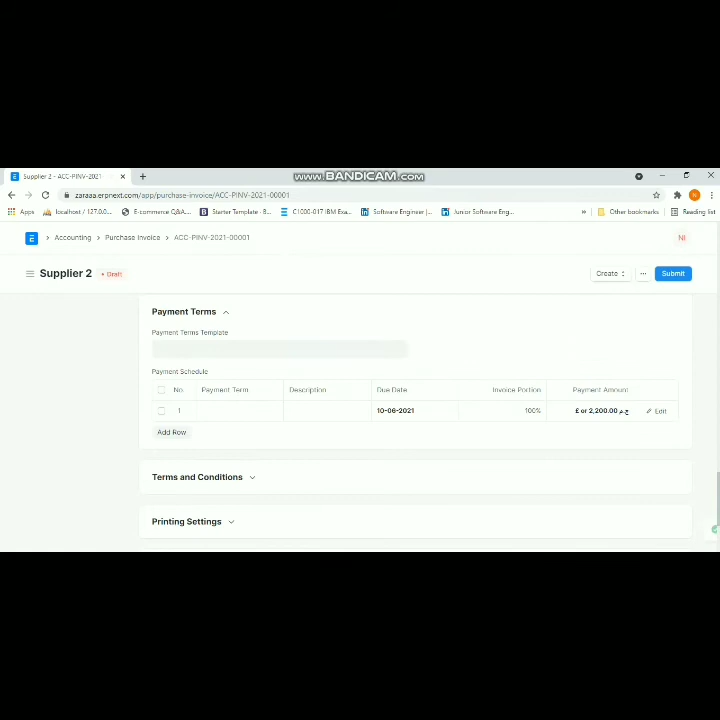 Supplier 2 - ACC-PINV-2021
www.BANDICAM.com
zaraaa.erpnext.com/app/purchase-invoice/ACC-PINV-2021-00001
Apps
localhost / 127.0.0...
E-commerce Q&A...
Starter Template · B...
C1000-017 IBM Exa...
Software Engineer |...
Junior Software Eng...
»
Other bookmarks
Reading list
E
Accounting
Purchase Invoice
ACC-PINV-2021-00001
NI
Supplier 2
Draft
Create
...
Submit
Payment Terms
Payment Terms Template
Payment Schedule
No. Payment Term Description Due Date Invoice Portion Payment Amount
1 10-06-2021 100% £ or 2,200.00 ج.م Edit
Add Row
Terms and Conditions
Printing Settings